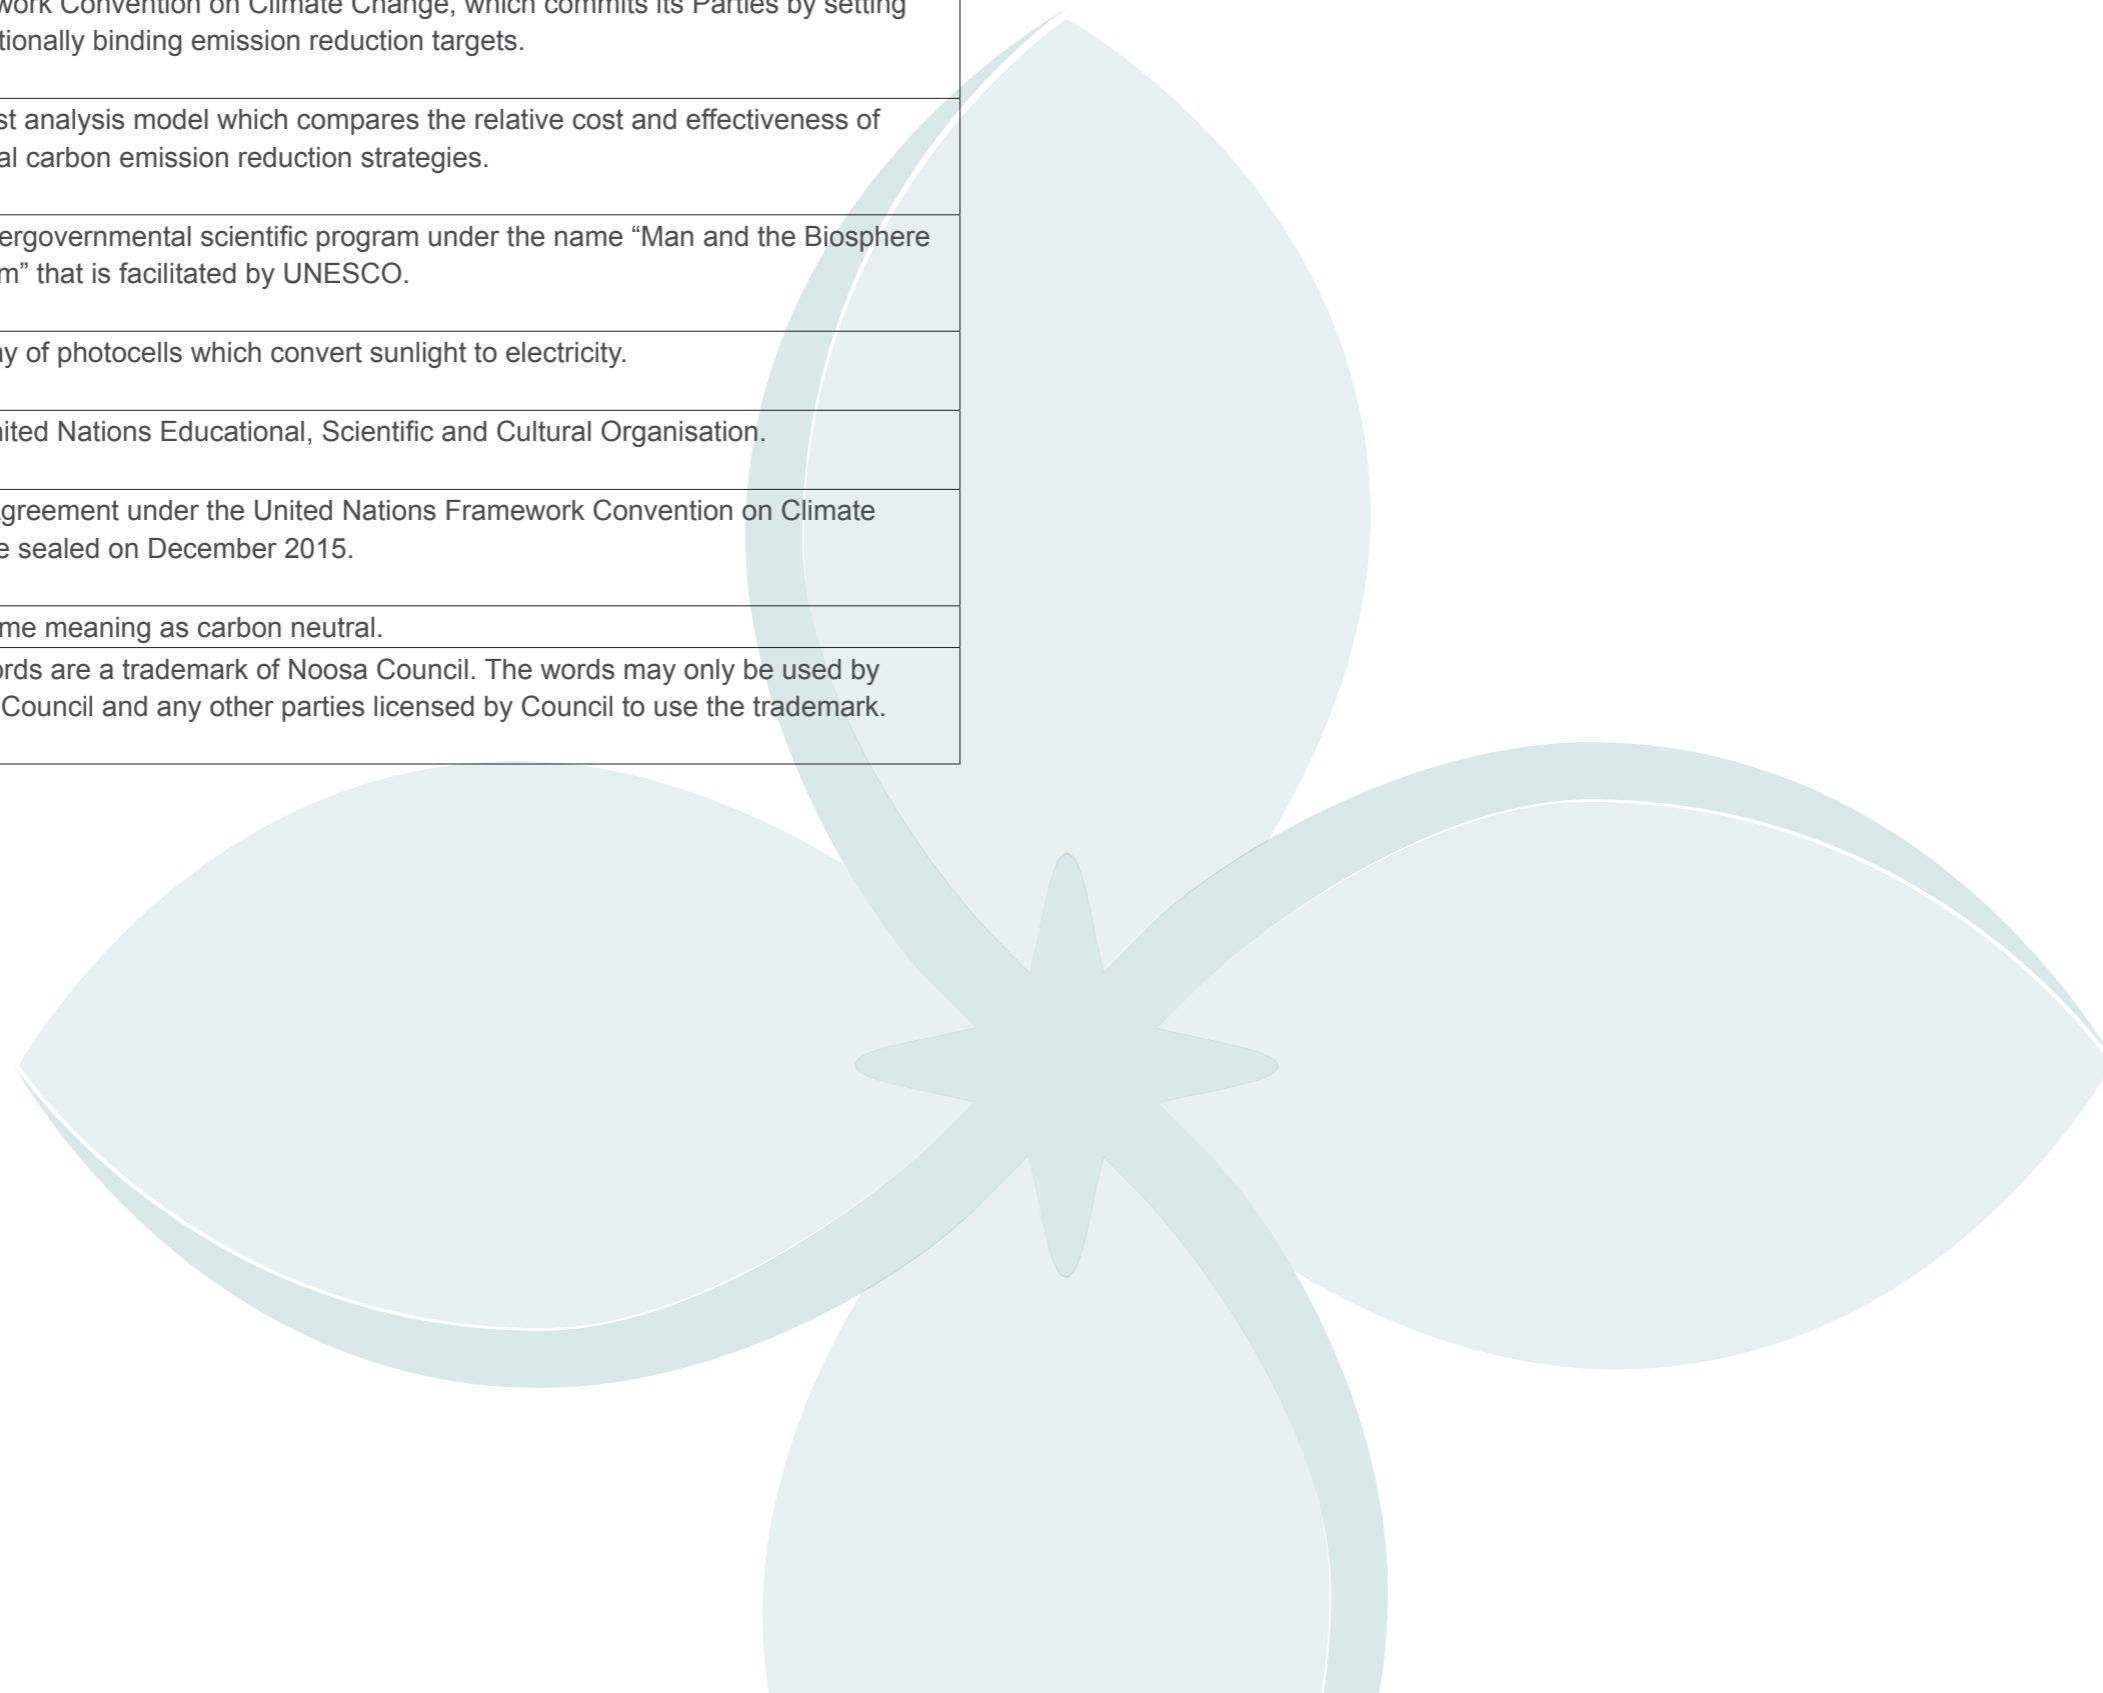 work Convention on Climate Change, which commits its Parties by setting
tionally binding emission reduction targets.
st analysis model which compares the relative cost and effectiveness of
al carbon emission reduction strategies.
ergovernmental scientific program under the name “Man and the Biosphere
m” that is facilitated by UNESCO.
ay of photocells which convert sunlight to electricity.
nited Nations Educational, Scientific and Cultural Organisation.
greement under the United Nations Framework Convention on Climate
e sealed on December 2015.
me meaning as carbon neutral.
ords are a trademark of Noosa Council. The words may only be used by
Council and any other parties licensed by Council to use the trademark.